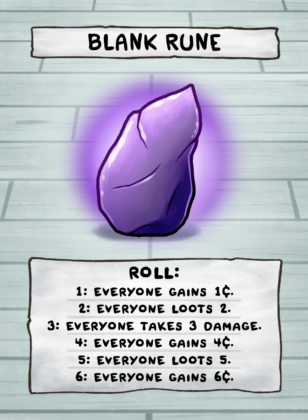 BLANK RUNE
ROLL:
1: EVERYONE GAINS 1¢.
2: EVERYONE LOOTS 2.
3: EVERYONE TAKES 3 DAMAGE.
4: EVERYONE GAINS 4¢.
5: EVERYONE LOOTS 5.
6: EVERYONE GAINS 6¢.